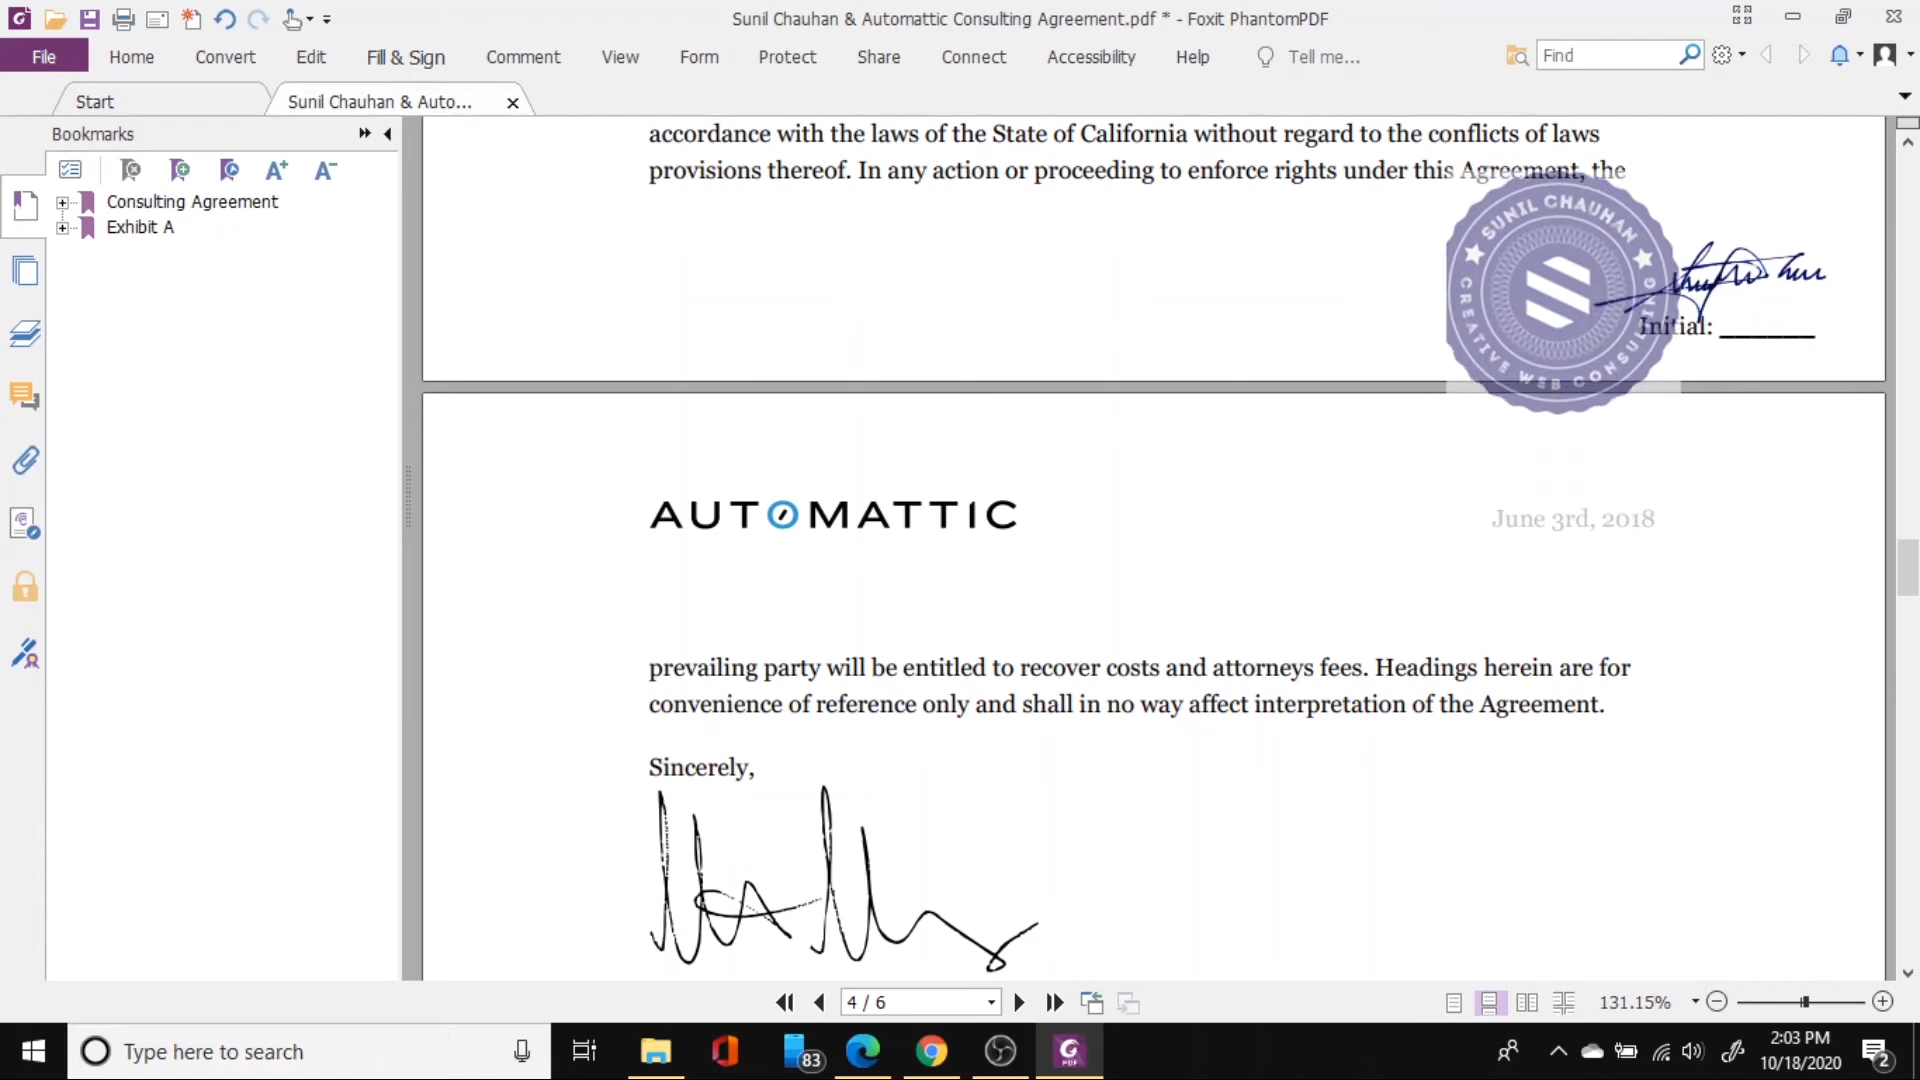 Sunil Chauhan & Automattic Consulting Agreement.pdf * - Foxit PhantomPDF
File Home Convert Edit Fill & Sign Comment View Form Protect Share Connect Accessibility Help Tell me... Find
Start Sunil Chauhan & Auto...
Bookmarks
Consulting Agreement
Exhibit A
accordance with the laws of the State of California without regard to the conflicts of laws
provisions thereof. In any action or proceeding to enforce rights under this Agreement, the
SUNIL CHAUHAN
CREATIVE WEB CONSULTING
Initial: ______
AUTOMATTIC
June 3rd, 2018
prevailing party will be entitled to recover costs and attorneys fees. Headings herein are for
convenience of reference only and shall in no way affect interpretation of the Agreement.
Sincerely,
4 / 6
131.15%
Type here to search
83
PDF
2:03 PM
10/18/2020
2